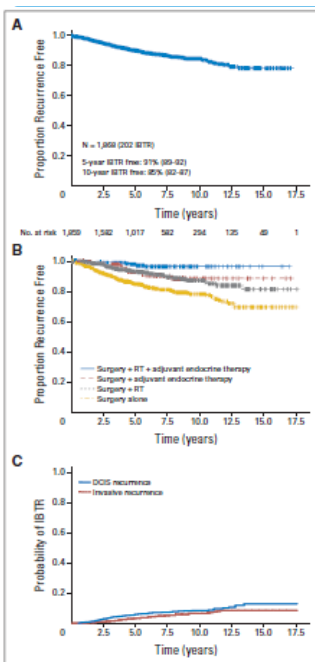 A
Proportion Recurrence Free
1.0
0.8
0.6
0.4
0.2
N = 1,868 (202 IBTR)
5-year IBTR free: 91% (89-92)
10-year IBTR free: 85% (82-87)
0 2.5 5.0 7.5 10.0 12.5 15.0 17.5
Time (years)
No. at risk 1,869 1,582 1,017 582 294 135 49 1
B
Proportion Recurrence Free
1.0
0.8
0.6
0.4
0.2
Surgery + RT + adjuvant endocrine therapy
Surgery + adjuvant endocrine therapy
Surgery + RT
Surgery alone
0 2.5 5.0 7.5 10.0 12.5 15.0 17.5
Time (years)
C
Probability of IBTR
1.0
0.8
0.6
0.4
0.2
DCIS recurrence
Invasive recurrence
0 2.5 5.0 7.5 10.0 12.5 15.0 17.5
Time (years)